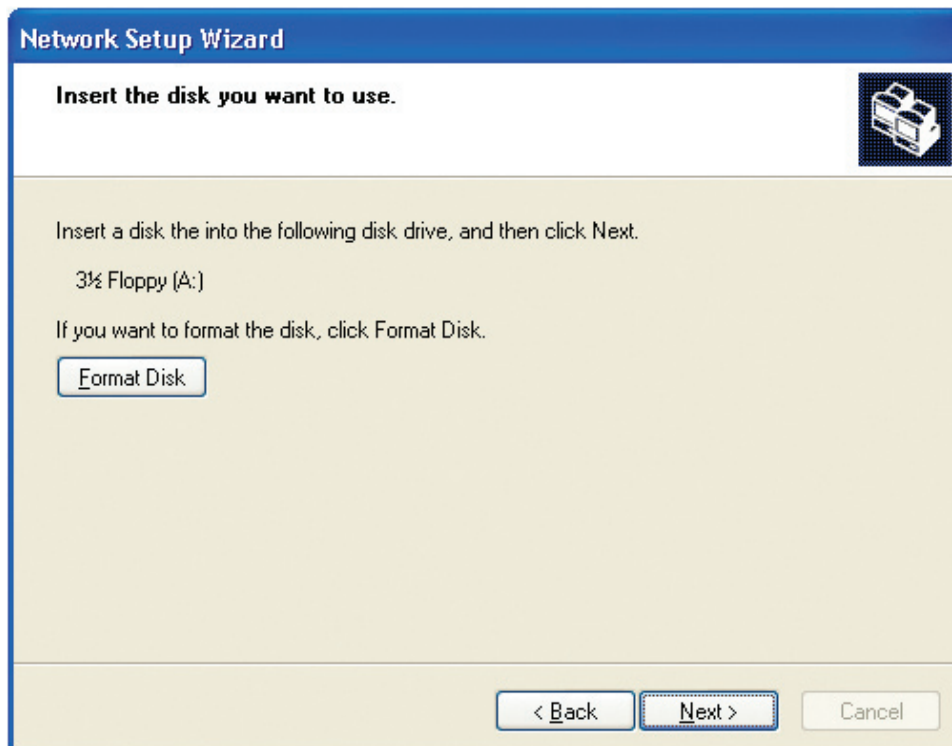 Network Setup Wizard
Insert the disk you want to use.
Insert a disk the into the following disk drive, and then click Next.
3½ Floppy (A:)
If you want to format the disk, click Format Disk.
Format Disk
< Back Next > Cancel